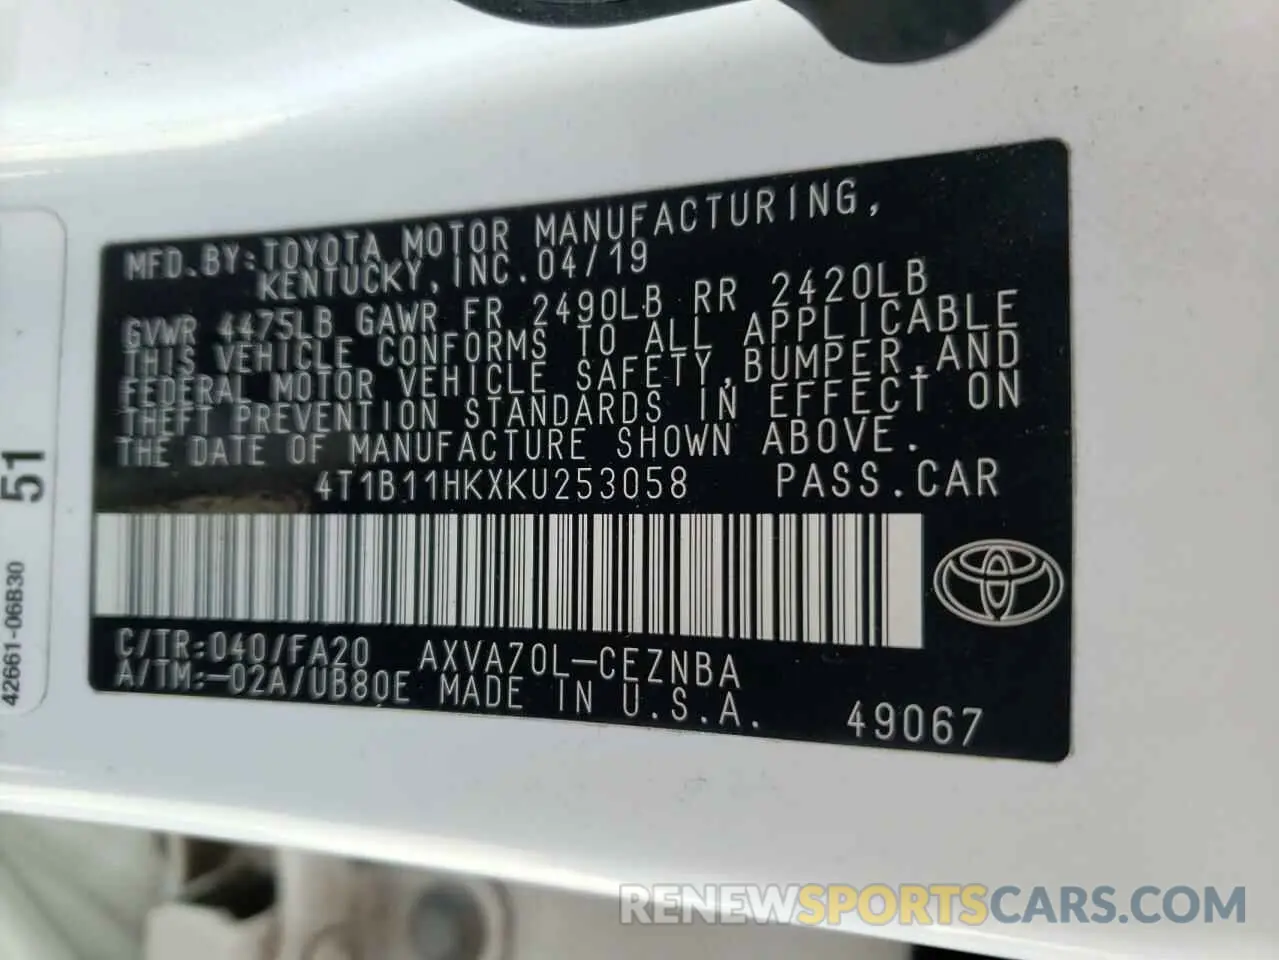 MFD.BY:TOYOTA MOTOR MANUFACTURING,
KENTUCKY, INC. 04/19
GVWR 4475LB GAWR FR 2490LB RR 2420LB
THIS VEHICLE CONFORMS TO ALL APPLICABLE
FEDERAL MOTOR VEHICLE SAFETY, BUMPER, AND
THEFT PREVENTION STANDARDS IN EFFECT ON
THE DATE OF MANUFACTURE SHOWN ABOVE.
4T1B11HKXKU253058 PASS.CAR
C/TR:040/FA20 AXVA70L-CEZNBA
A/TM:-02A/UB80E MADE IN U.S.A.
49067
51
42661-06B30
RENEWSPORTSCARS.COM